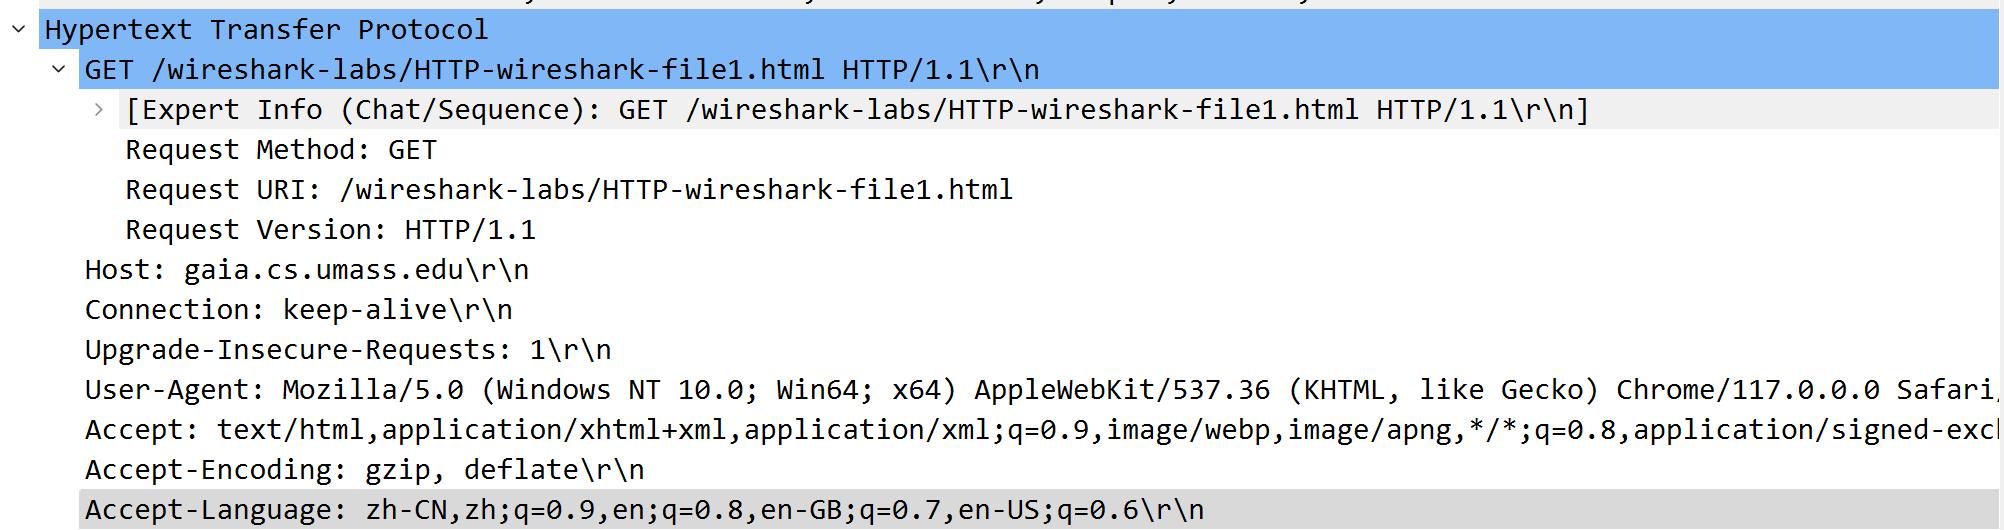 Hypertext Transfer Protocol
GET /wireshark-labs/HTTP-wireshark-file1.html HTTP/1.1\r\n
[Expert Info (Chat/Sequence): GET /wireshark-labs/HTTP-wireshark-file1.html HTTP/1.1\r\n]
Request Method: GET
Request URI: /wireshark-labs/HTTP-wireshark-file1.html
Request Version: HTTP/1.1
Host: gaia.cs.umass.edu\r\n
Connection: keep-alive\r\n
Upgrade-Insecure-Requests: 1\r\n
User-Agent: Mozilla/5.0 (Windows NT 10.0; Win64; x64) AppleWebKit/537.36 (KHTML, like Gecko) Chrome/117.0.0.0 Safari/
Accept: text/html,application/xhtml+xml,application/xml;q=0.9,image/webp,image/apng,*/*;q=0.8,application/signed-exc
Accept-Encoding: gzip, deflate\r\n
Accept-Language: zh-CN,zh;q=0.9,en;q=0.8,en-GB;q=0.7,en-US;q=0.6\r\n